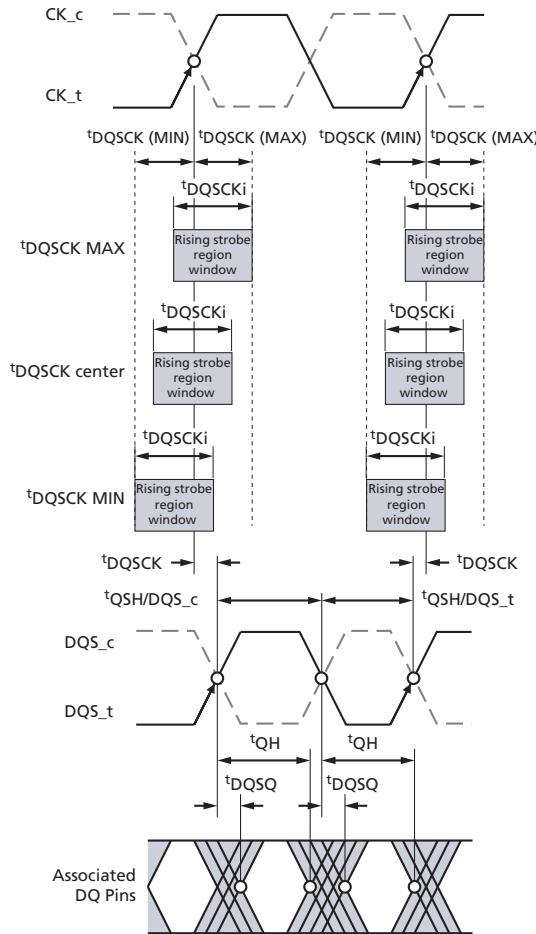 CK_c
CK_t
tDQSCK (MIN) tDQSCK (MAX) tDQSCK (MIN) tDQSCK (MAX)
tDQSCKi tDQSCKi
tDQSCK MAX
Rising strobe
region
window
Rising strobe
region
window
tDQSCKi tDQSCKi
tDQSCK center
Rising strobe
region
window
Rising strobe
region
window
tDQSCKi tDQSCKi
tDQSCK MIN
Rising strobe
region
window
Rising strobe
region
window
tDQSCK tDQSCK
tQSH/DQS_c tQSH/DQS_t
DQS_c
DQS_t
tQH tQH
tDQSQ tDQSQ
Associated
DQ Pins